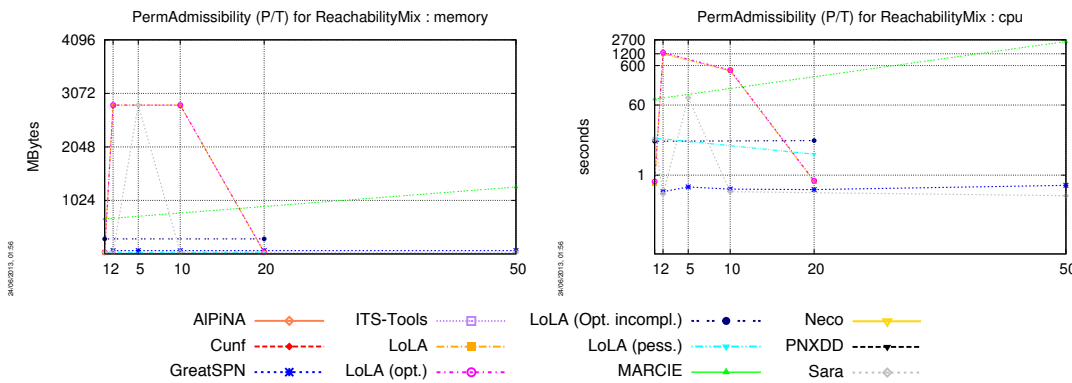 PermAdmissibility (P/T) for ReachabilityMix : memory
4096
3072
2048
1024
MBytes
1 2 5 10 20 50
24/06/2013, 01:56
PermAdmissibility (P/T) for ReachabilityMix : cpu
2700
1200
600
60
1
seconds
1 2 5 10 20 50
24/06/2013, 01:56
AlPiNA
Cunf
GreatSPN
ITS-Tools
LoLA
LoLA (opt.)
LoLA (Opt. incompl.)
LoLA (pess.)
MARCIE
Neco
PNXDD
Sara